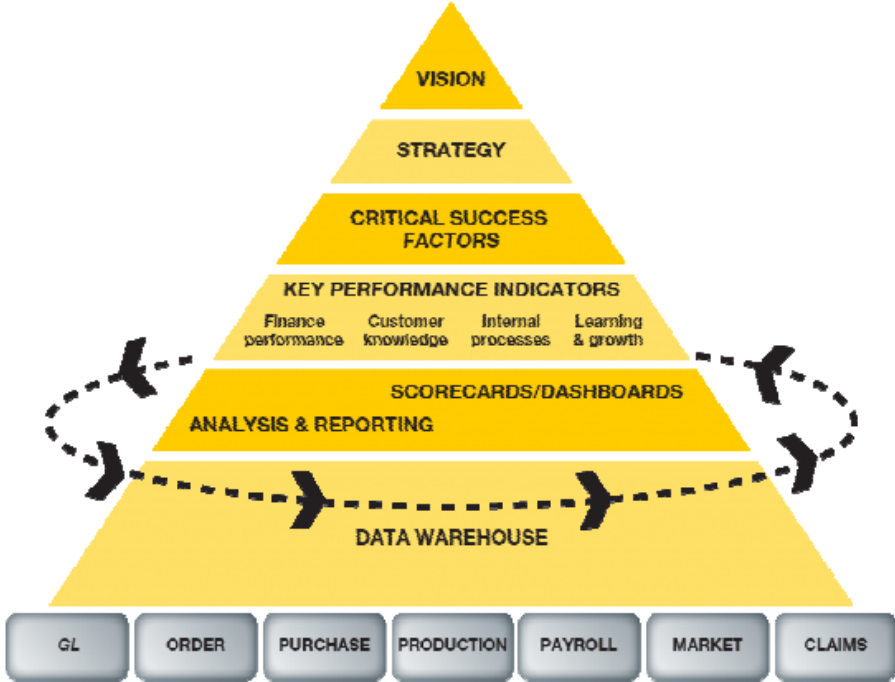 VISION
STRATEGY
CRITICAL SUCCESS
FACTORS
KEY PERFORMANCE INDICATORS
Finance performance
Customer knowledge
Internal processes
Learning & growth
SCORECARDS/DASHBOARDS
ANALYSIS & REPORTING
DATA WAREHOUSE
GL
ORDER
PURCHASE
PRODUCTION
PAYROLL
MARKET
CLAIMS